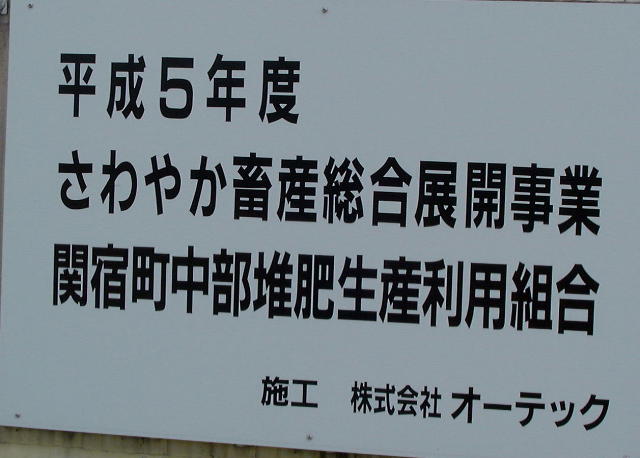 平成5年度
さわやか畜産総合展開事業
関宿町中部堆肥生産利用組合
施工 株式会社オーテック